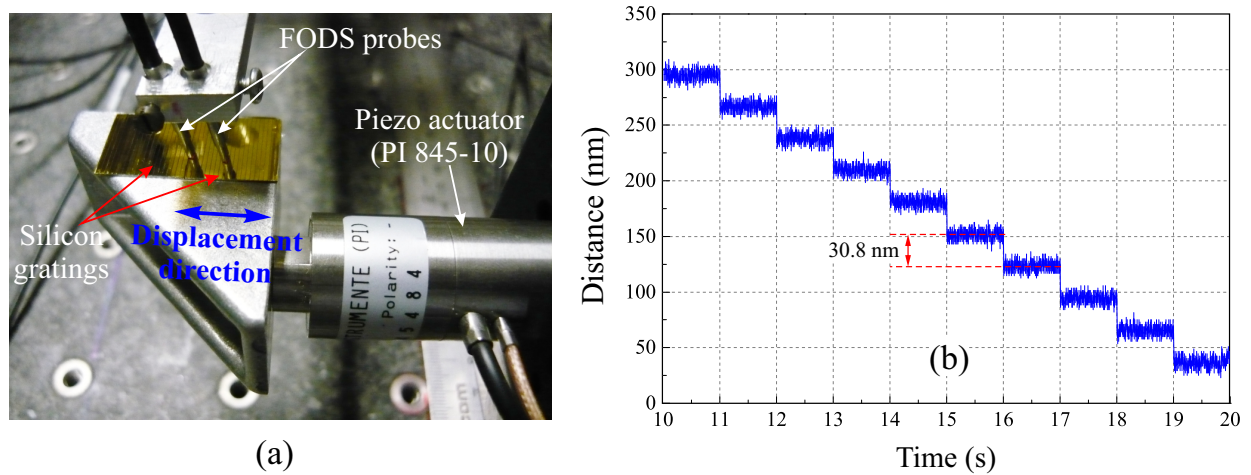 FODS probes
Piezo actuator
(PI 845-10)
Silicon
gratings
Displacement
direction
TRUMENTE (PI)
Polarity: -
5 4 8 4
com
(a)
Distance (nm)
350
300
250
200
150
100
50
0
30.8 nm
(b)
10
11
12
13
14
15
16
17
18
19
20
Time (s)